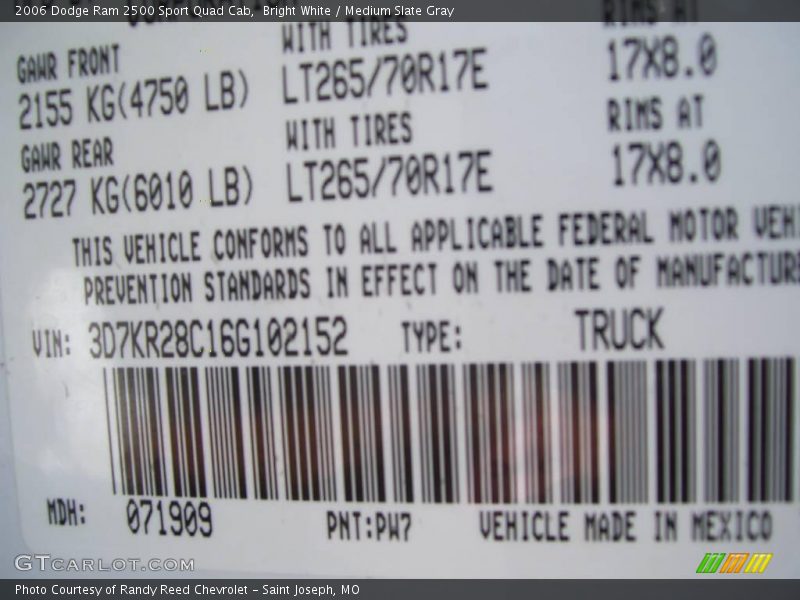 2006 Dodge Ram 2500 Sport Quad Cab, Bright White / Medium Slate Gray
WITH TIRES RIMS AT
GAWR FRONT
2155 KG(4750 LB) LT265/70R17E 17X8.0
GAWR REAR WITH TIRES RIMS AT
2727 KG(6010 LB) LT265/70R17E 17X8.0
THIS VEHICLE CONFORMS TO ALL APPLICABLE FEDERAL MOTOR VEH
PREVENTION STANDARDS IN EFFECT ON THE DATE OF MANUFACTURE
VIN: 3D7KR28C16G102152 TYPE: TRUCK
MDH: 071909 PNT:PW7 VEHICLE MADE IN MEXICO
GTCARLOT.COM
Photo Courtesy of Randy Reed Chevrolet – Saint Joseph, MO